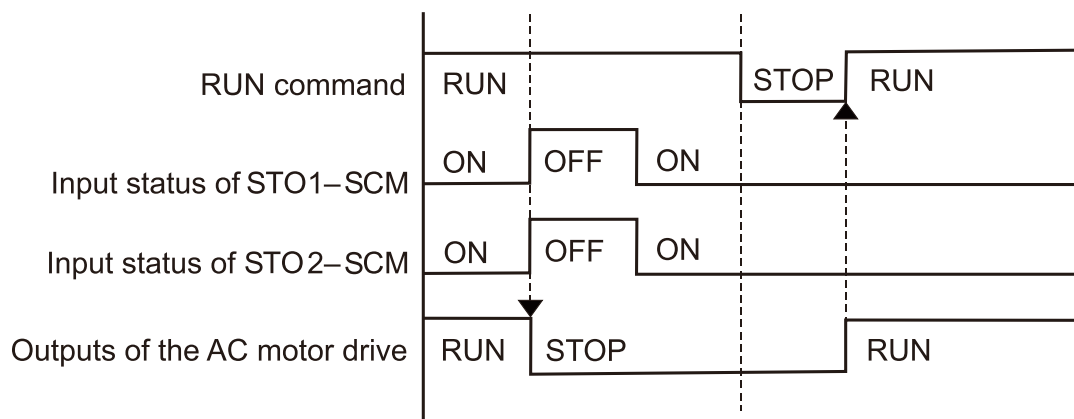 RUN command RUN STOP RUN
Input status of STO1–SCM ON OFF ON
Input status of STO2–SCM ON OFF ON
Outputs of the AC motor drive RUN STOP RUN